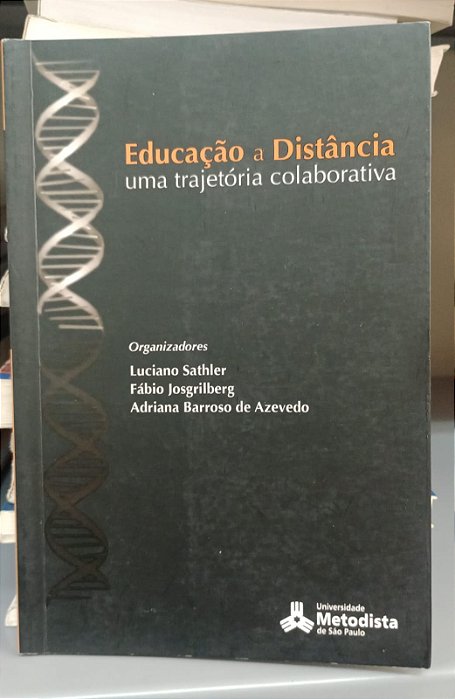 Educação a Distância
uma trajetória colaborativa
Organizadores
Luciano Sathler
Fábio Josgrilberg
Adriana Barroso de Azevedo
Universidade
Metodista
de São Paulo